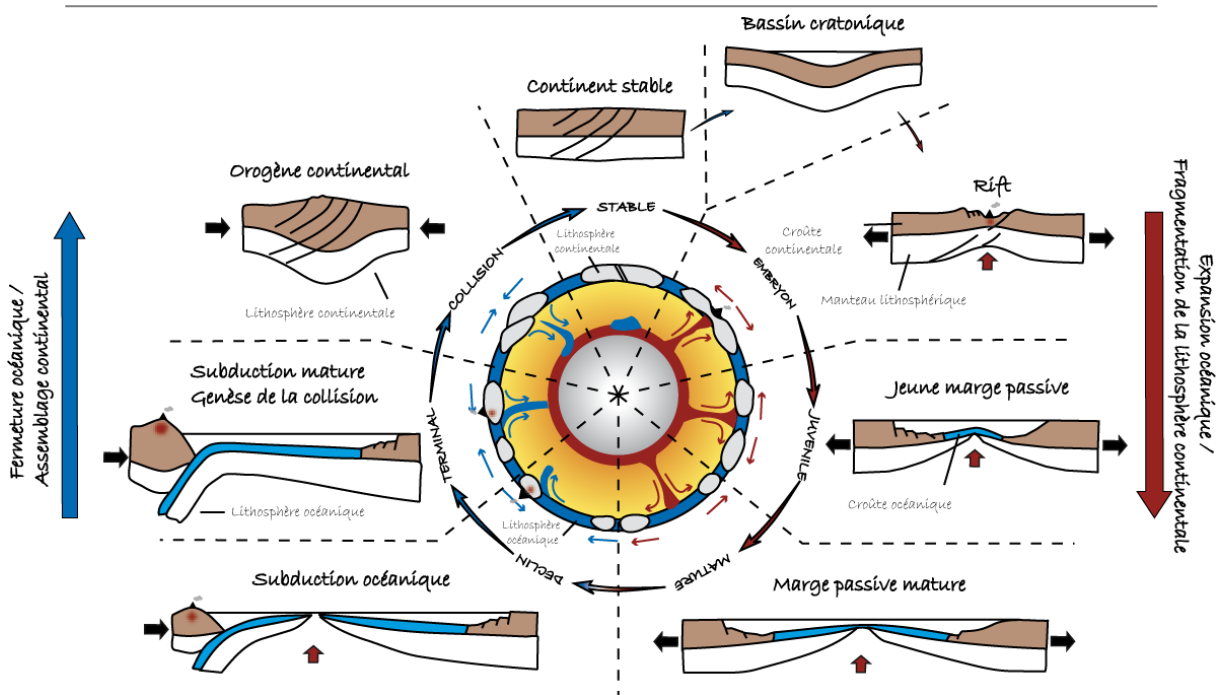 Bassin cratonique
Continent stable
Orogène continental
Rift
STABLE
Lithosphère
continentale
Croûte
continentale
COLLISION
EMBRYON
Manteau lithosphérique
Lithosphère continentale
Fermeture océanique /
Assemblage continental
Expansion océanique /
Fragmentation de la lithosphère continentale
Subduction mature
Genèse de la collision
Jeune marge passive
TERMINAL
JUVENILE
Croûte océanique
Lithosphère océanique
Lithosphère
océanique
DECLIN
MATURE
Subduction océanique
Marge passive mature